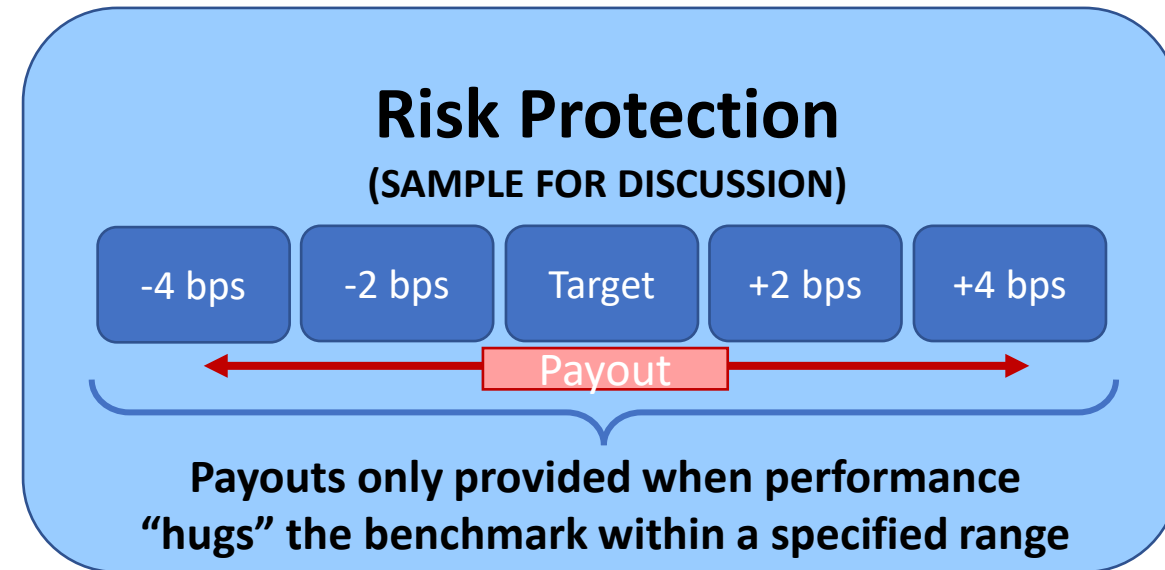 Risk Protection
(SAMPLE FOR DISCUSSION)
-4 bps -2 bps Target +2 bps +4 bps
Payout
Payouts only provided when performance
“hugs” the benchmark within a specified range